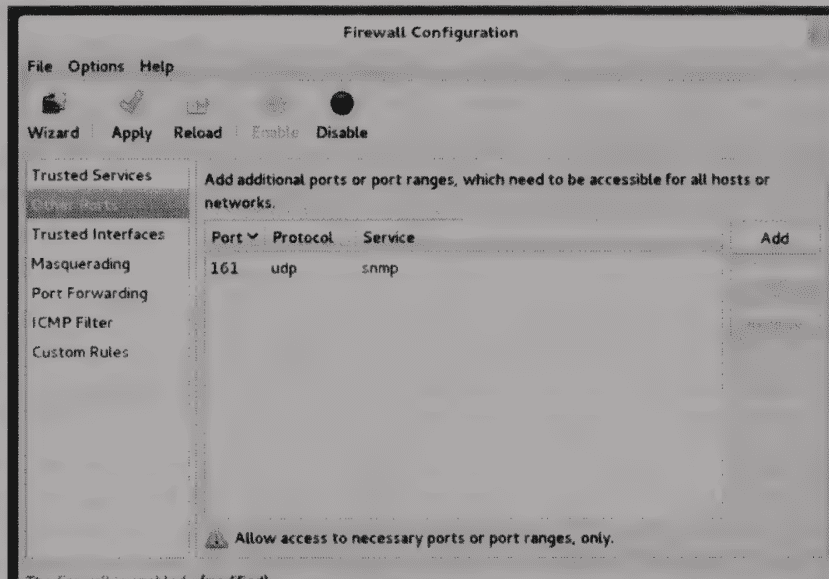 Firewall Configuration
File Options Help
Wizard Apply Reload Enable Disable
Trusted Services
Other Ports
Trusted Interfaces
Masquerading
Port Forwarding
ICMP Filter
Custom Rules
Add additional ports or port ranges, which need to be accessible for all hosts or
networks.
Port Protocol Service
161 udp snmp
Add
Allow access to necessary ports or port ranges, only.